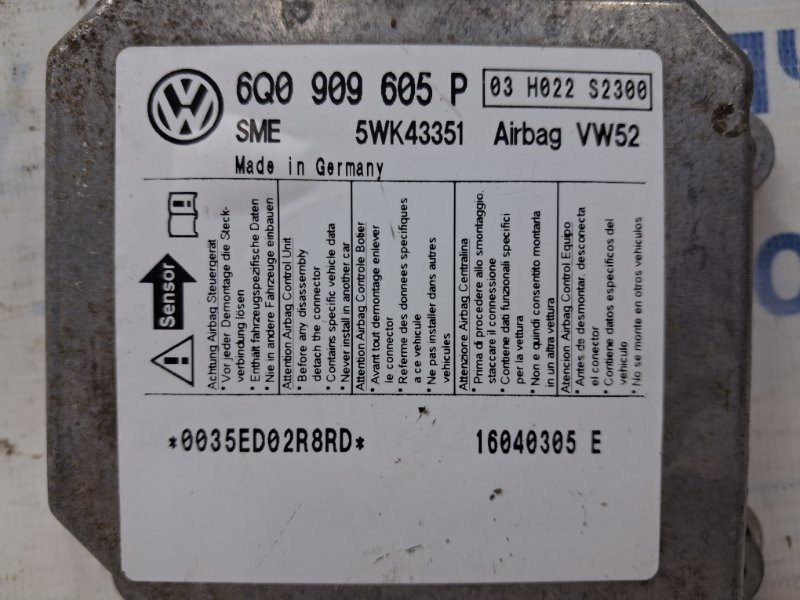 6Q0 909 605 P
03 H022 S2300
SME 5WK43351 Airbag VW52
Made in Germany
Sensor
Achtung Airbag Steuergerät
• Vor jeder Demontage die Steck-
verbindung lösen
• Enthält fahrzeugspezifische Daten
• Nie in andere Fahrzeuge einbauen
Attention Airbag Control Unit
• Before any disassembly
detach the connector
• Contains specific vehicle data
• Never install in another car
Attention Airbag Controle Boitier
• Avant tout demontage enlever
le connector
• Referme des donnees specifiques
a ce vehicule
• Ne pas installer dans autres
vehicules
Attenzione Airbag Centralina
• Prima di procedere allo smontaggio,
staccare il connessione
• Contiene dati funzionali specifici
per la vettura
• Non e quindi consentito montarla
in un altra vettura
Atencion Airbag Control Equipo
• Antes de desmontar, desconecta
el conector
• Contiene datos especificos del
vehiculo
• No se monte en otros vehiculos
*0035ED02R8RD*
16040305 E